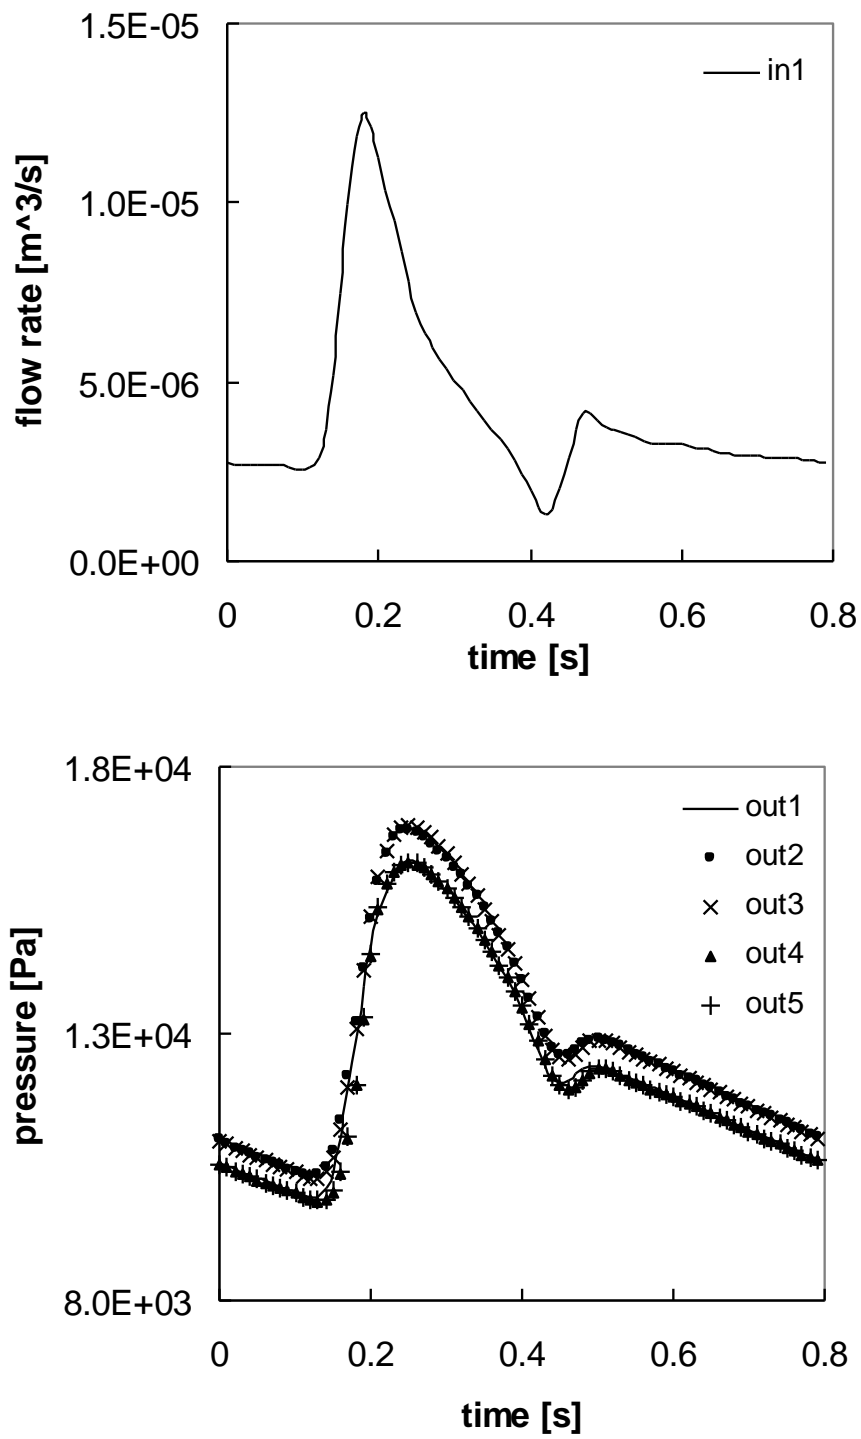 1.5E-05
in1
1.0E-05
5.0E-06
0.0E+00
0 0.2 0.4 0.6 0.8
time [s]
flow rate [m^3/s]
1.8E+04
out1
out2
out3
out4
out5
1.3E+04
8.0E+03
0 0.2 0.4 0.6 0.8
time [s]
pressure [Pa]